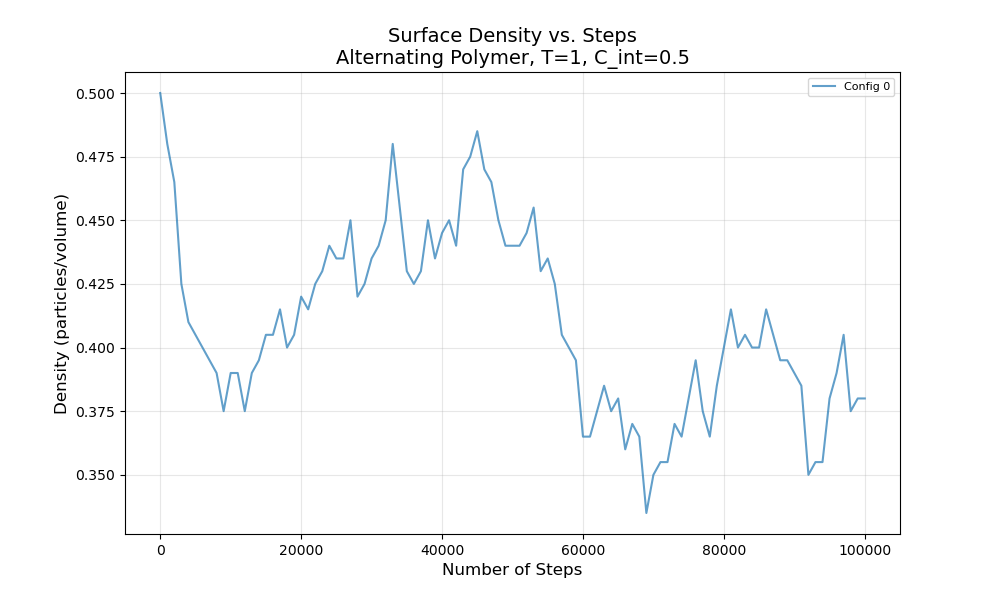 Surface Density vs. Steps
Alternating Polymer, T=1, C_int=0.5
Config 0
Density (particles/volume)
0.500
0.475
0.450
0.425
0.400
0.375
0.350
0 20000 40000 60000 80000 100000
Number of Steps